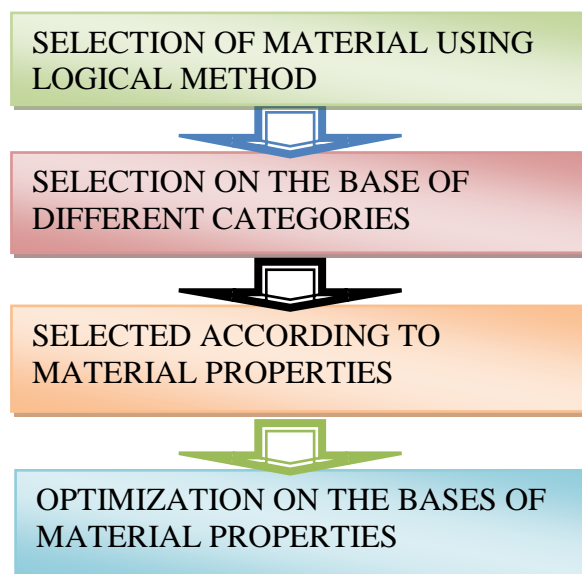 SELECTION OF MATERIAL USING
LOGICAL METHOD
SELECTION ON THE BASE OF
DIFFERENT CATEGORIES
SELECTED ACCORDING TO
MATERIAL PROPERTIES
OPTIMIZATION ON THE BASES OF
MATERIAL PROPERTIES